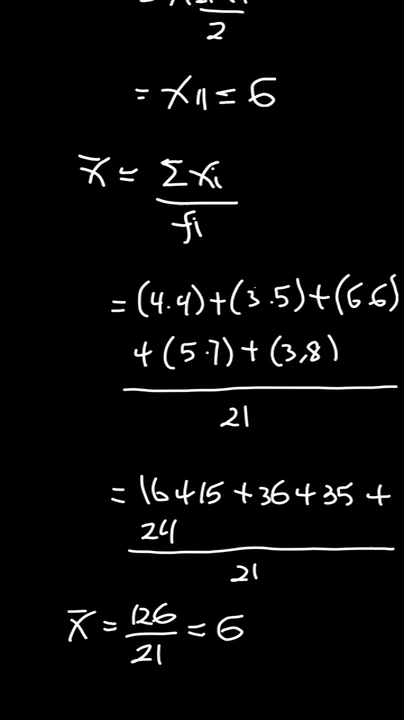 2
= x11 = 6
x̄ = Σxi
fi
= (4.4)+(3.5)+(6.6)
+(5.7)+(3,8)
21
= 16+15+36+35+
24
21
x̄ = 126/21 = 6